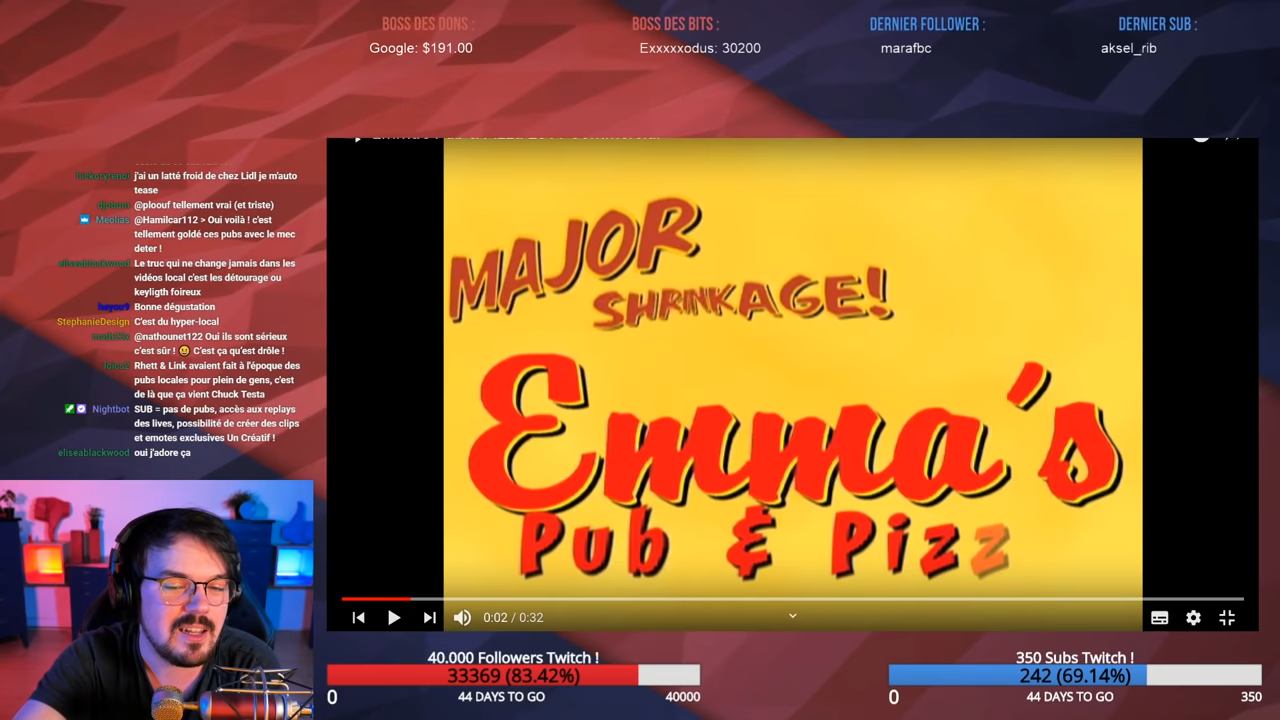 BOSS DES DONS :
Google: $191.00
BOSS DES BITS :
Exxxxxodus: 30200
DERNIER FOLLOWER :
marafbc
DERNIER SUB :
aksel_rib
j'ai un latté froid de chez Lidl je m'auto
tease
@ploouf tellement vrai (et triste)
Meolias @Hamilcar112 > Oui voilà ! c'est
tellement goldé ces pubs avec le mec
deter !
eliseablackwood Le truc qui ne change jamais dans les
vidéos local c'est les détourage ou
keyligth foireux
Bonne dégustation
StephanieDesign C'est du hyper-local
@nathounet122 Oui ils sont sérieux
c'est sûr ! C'est ça qu'est drôle !
Rhett & Link avaient fait à l'époque des
pubs locales pour plein de gens, c'est
de là que ça vient Chuck Testa
Nightbot SUB = pas de pubs, accès aux replays
des lives, possibilité de créer des clips
et emotes exclusives Un Créatif !
eliseablackwood oui j'adore ça
MAJOR
SHRINKAGE!
Emma's
Pub & Pizz
0:02 / 0:32
40.000 Followers Twitch !
33369 (83.42%)
0 44 DAYS TO GO 40000
350 Subs Twitch !
242 (69.14%)
0 44 DAYS TO GO 350